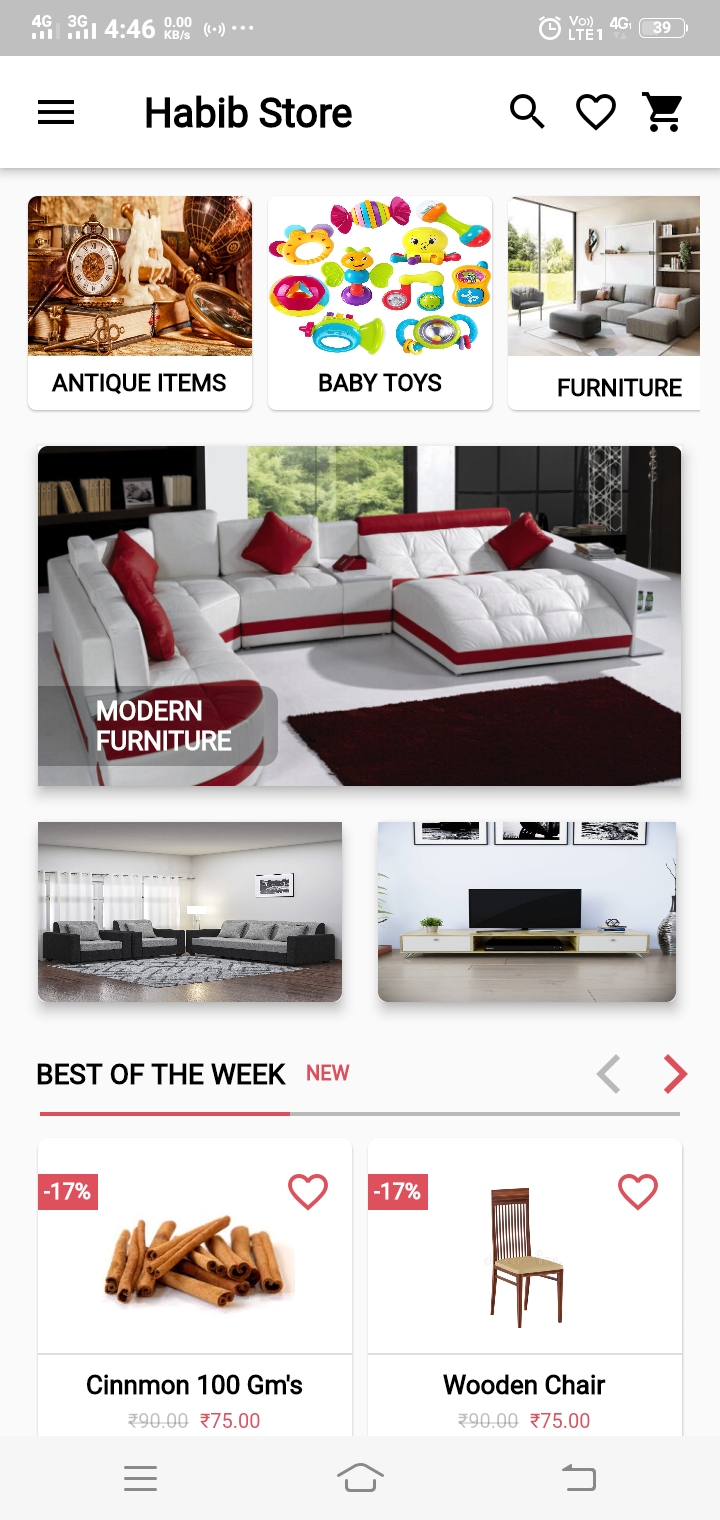 4G 3G 4:46 0.00 KB/s ••• Vo)) LTE1 4G 39
Habib Store
ANTIQUE ITEMS
BABY TOYS
FURNITURE
MODERN
FURNITURE
BEST OF THE WEEK NEW
-17%
-17%
Cinnmon 100 Gm's
Wooden Chair
₹90.00 ₹75.00
₹90.00 ₹75.00